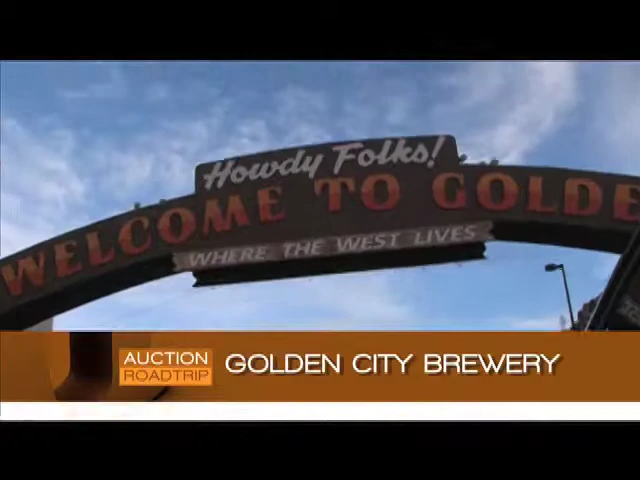 Howdy Folks!
WELCOME TO GOLDE
WHERE THE WEST LIVES
AUCTION
ROADTRIP
GOLDEN CITY BREWERY